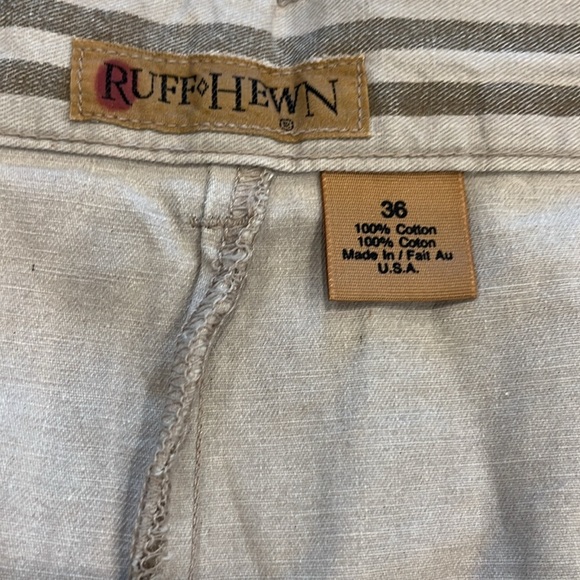 RUFF◊HEWN
®
36
100% Cotton
100% Coton
Made In / Fait Au
U.S.A.